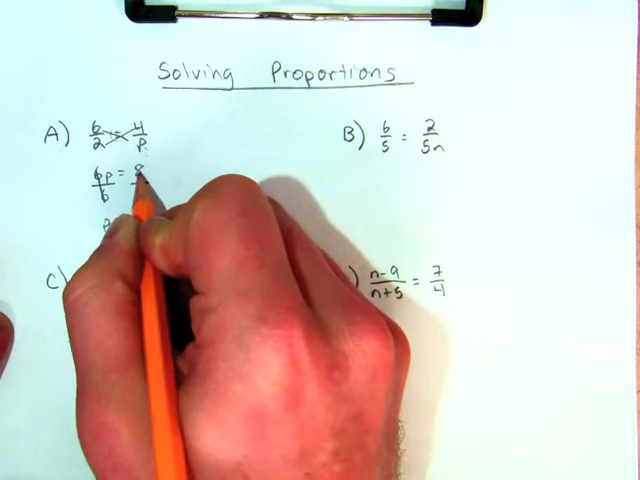 Solving Proportions
A) 6/2 = 4/p
6p = 8
6
p
B) 6/5 = 2/5n
C)
) n-9/n+5 = 7/4